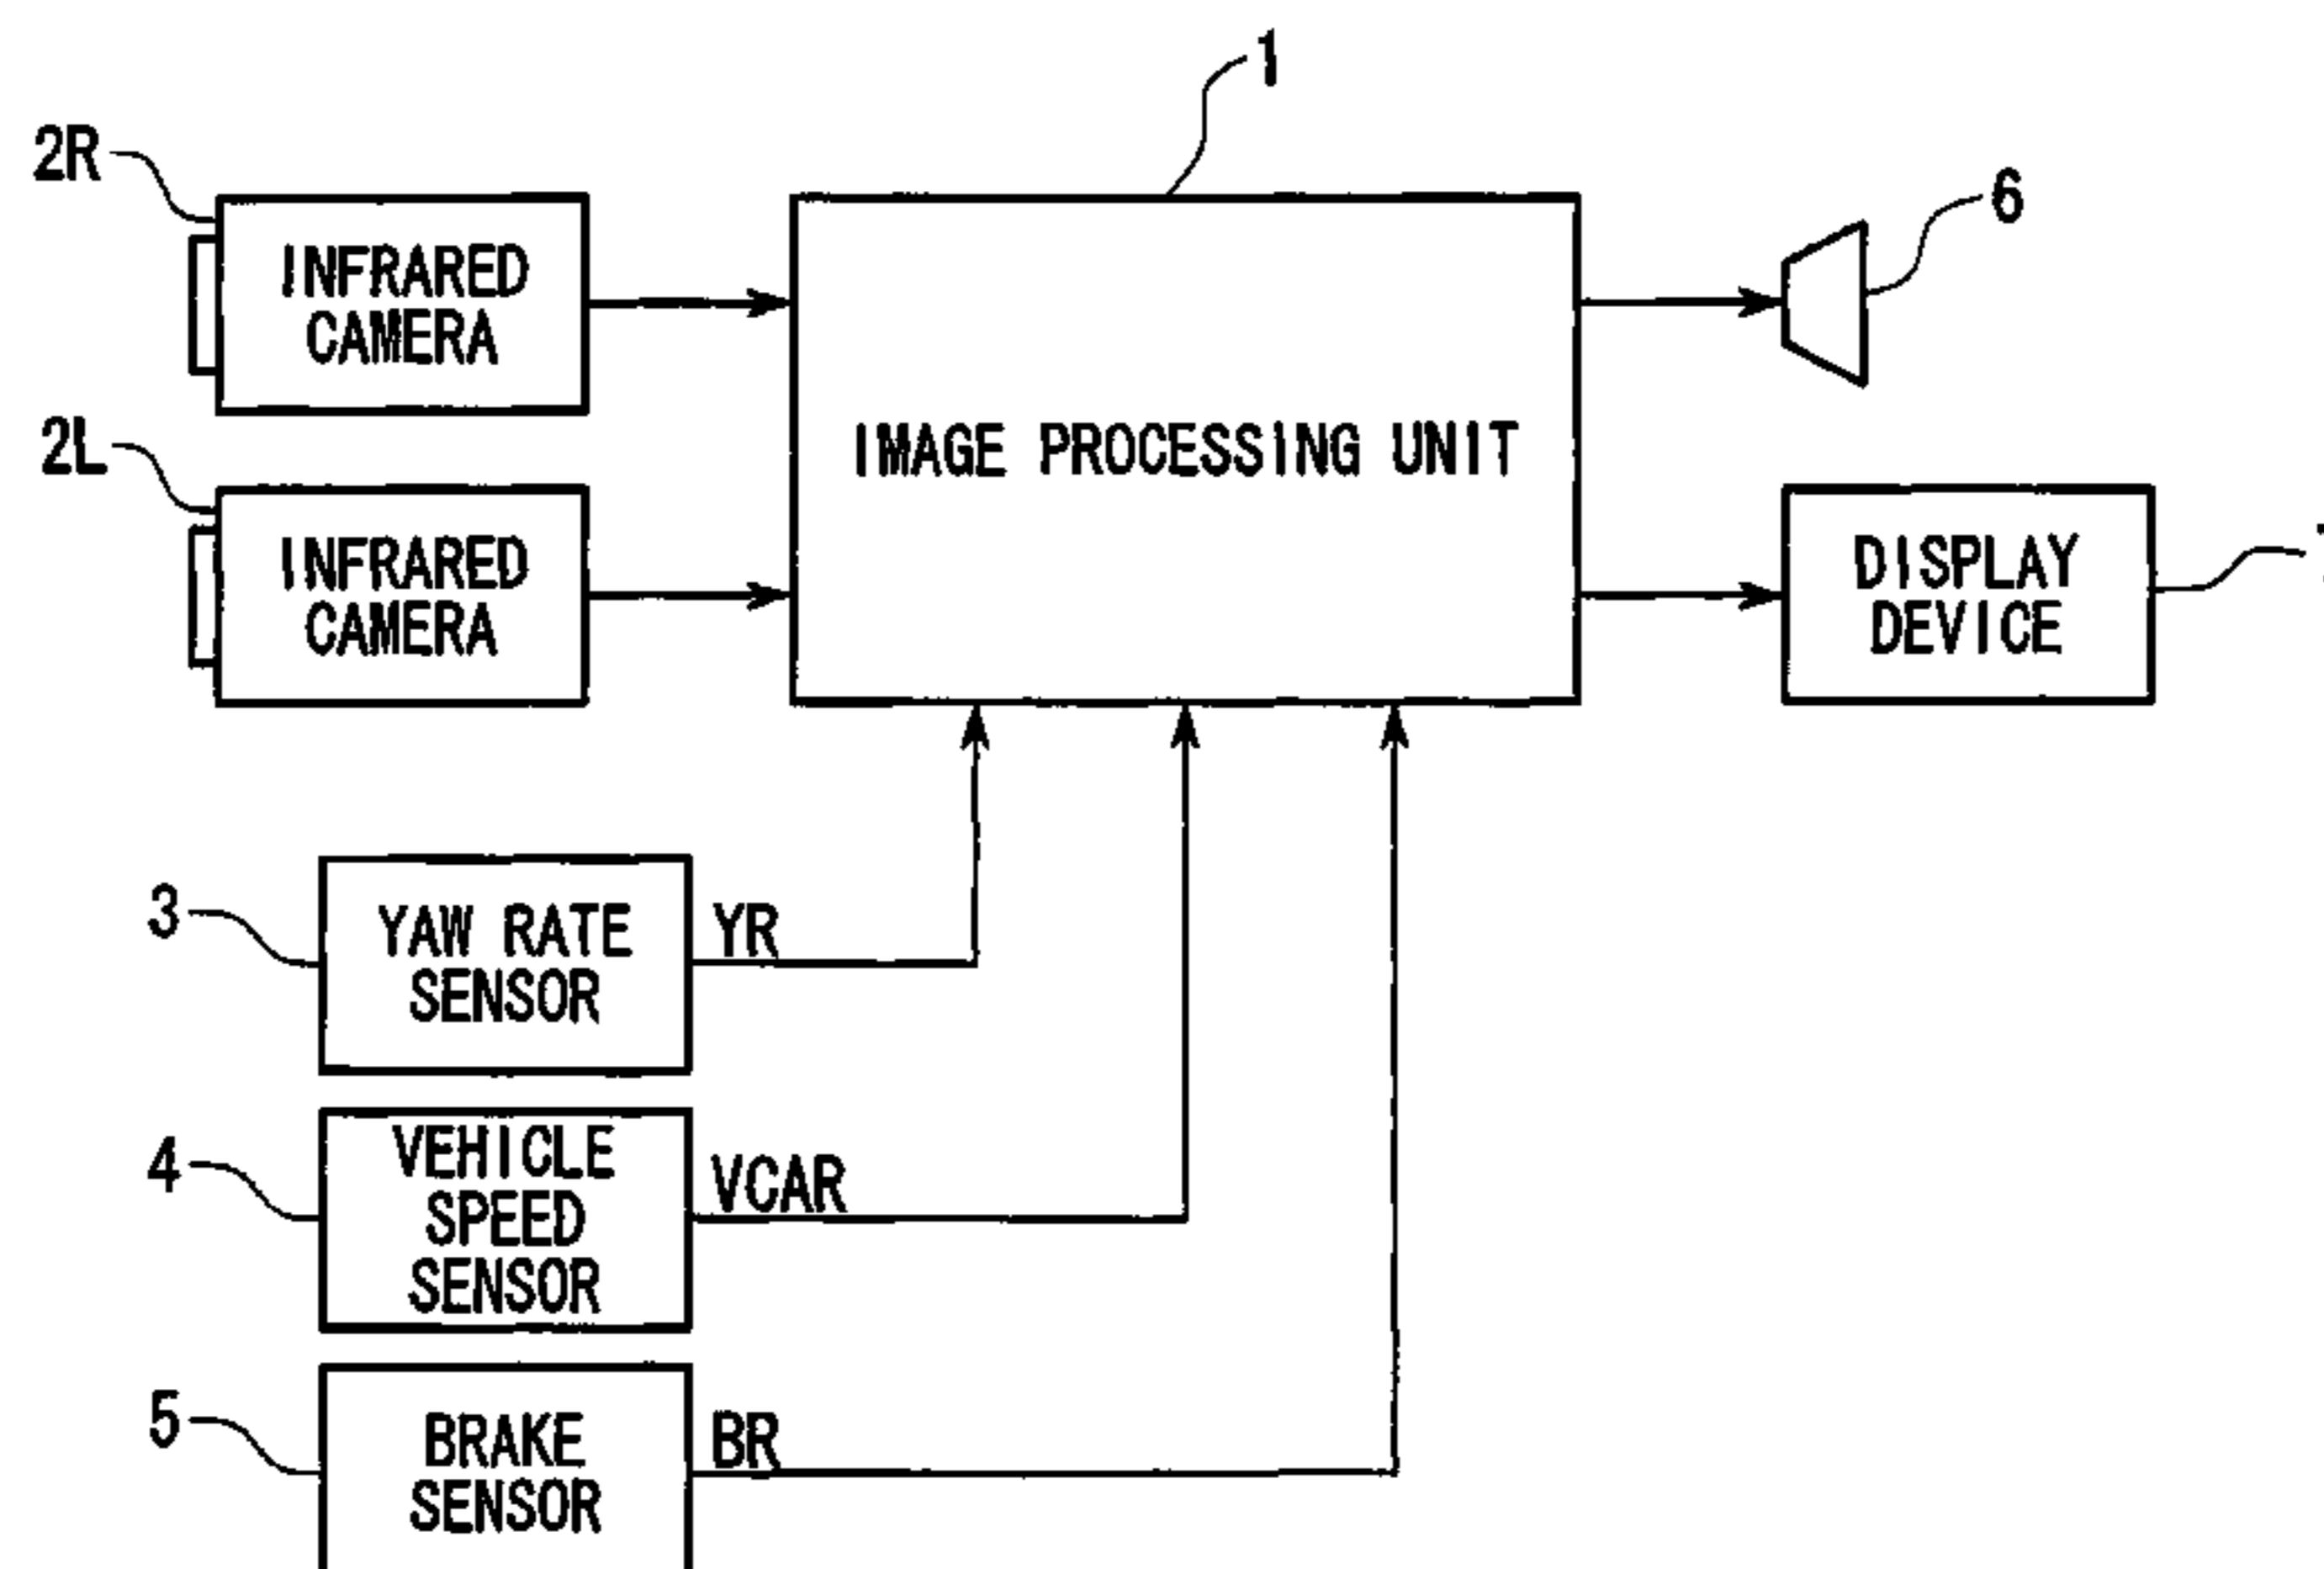 1
2R
INFRARED
CAMERA
6
2L
IMAGE PROCESSING UNIT
INFRARED
CAMERA
DISPLAY
DEVICE
3
YAW RATE
SENSOR
YR
4
VEHICLE
SPEED
SENSOR
VCAR
5
BRAKE
SENSOR
BR